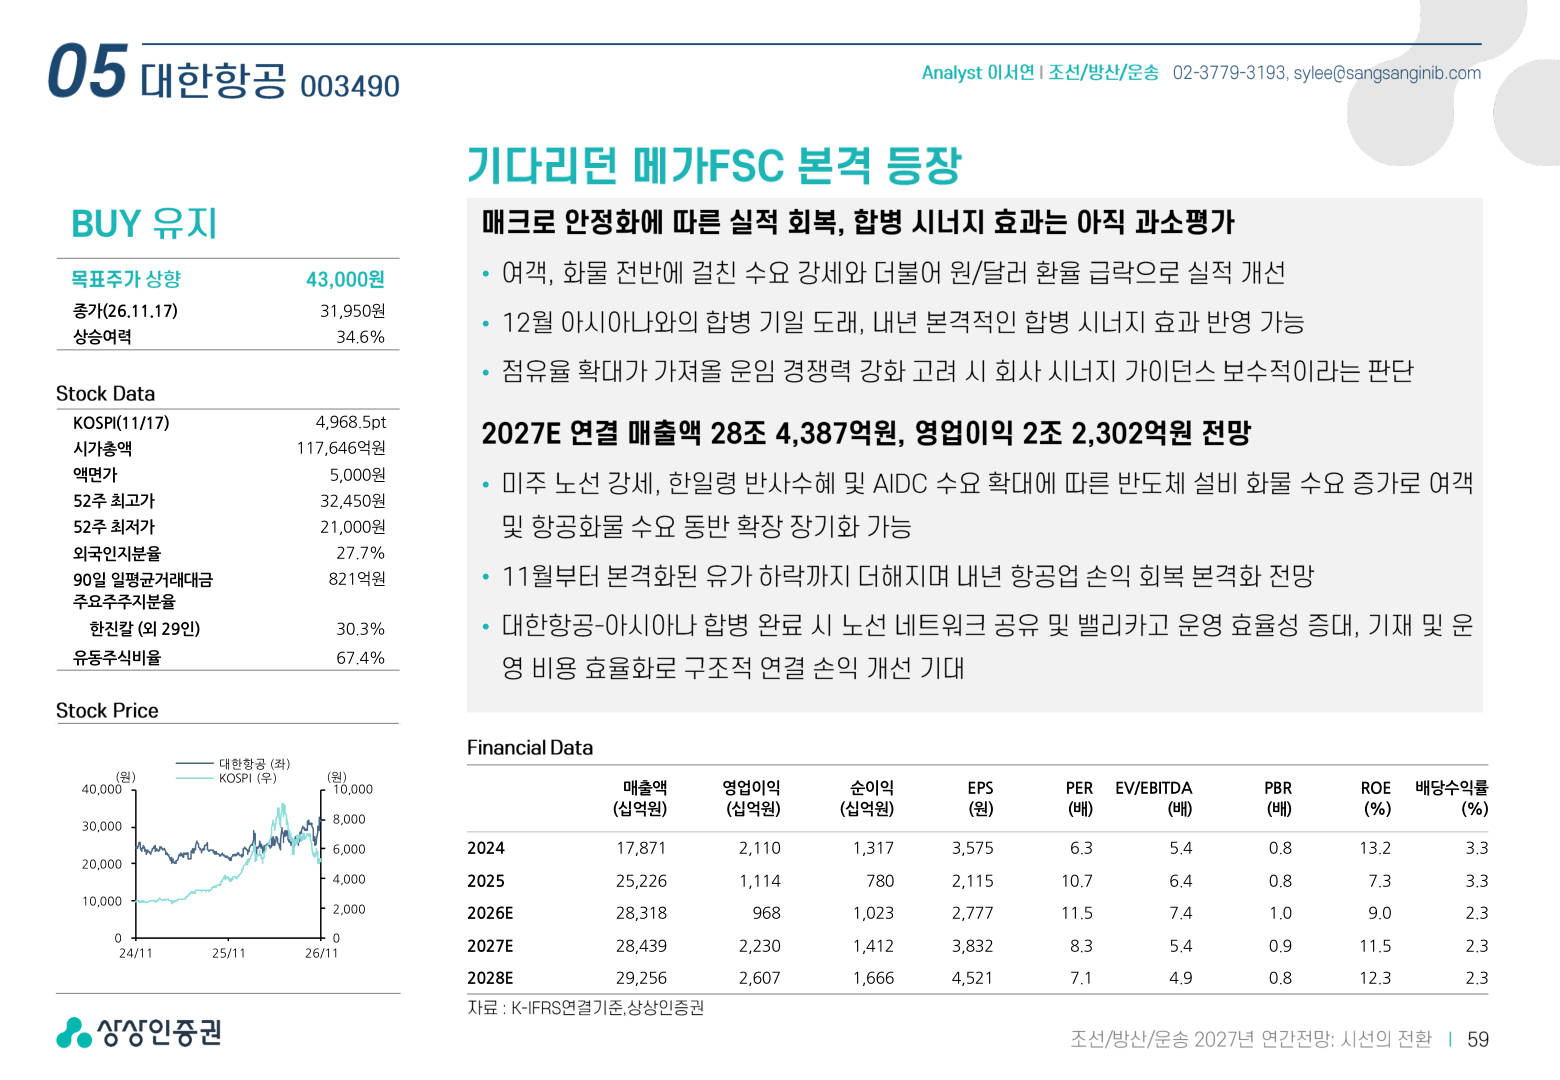 05 대한항공 003490
Analyst 이서연 I 조선/방산/운송 02-3779-3193, sylee@sangsanginib.com
기다리던 메가FSC 본격 등장
BUY 유지
목표주가 상향 43,000원
종가(26.11.17) 31,950원
상승여력 34.6%
Stock Data
KOSPI(11/17) 4,968.5pt
시가총액 117,646억원
액면가 5,000원
52주 최고가 32,450원
52주 최저가 21,000원
외국인지분율 27.7%
90일 일평균거래대금 821억원
주요주주지분율
한진칼 (외 29인) 30.3%
유동주식비율 67.4%
Stock Price
대한항공 (좌)
KOSPI (우)
(원) (원)
40,000 10,000
30,000 8,000
20,000 6,000
10,000 4,000
0 2,000
0
24/11 25/11 26/11
상상인증권
매크로 안정화에 따른 실적 회복, 합병 시너지 효과는 아직 과소평가
• 여객, 화물 전반에 걸친 수요 강세와 더불어 원/달러 환율 급락으로 실적 개선
• 12월 아시아나와의 합병 기일 도래, 내년 본격적인 합병 시너지 효과 반영 가능
• 점유율 확대가 가져올 운임 경쟁력 강화 고려 시 회사 시너지 가이던스 보수적이라는 판단
2027E 연결 매출액 28조 4,387억원, 영업이익 2조 2,302억원 전망
• 미주 노선 강세, 한일령 반사수혜 및 AIDC 수요 확대에 따른 반도체 설비 화물 수요 증가로 여객
및 항공화물 수요 동반 확장 장기화 가능
• 11월부터 본격화된 유가 하락까지 더해지며 내년 항공업 손익 회복 본격화 전망
• 대한항공-아시아나 합병 완료 시 노선 네트워크 공유 및 밸리카고 운영 효율성 증대, 기재 및 운
영 비용 효율화로 구조적 연결 손익 개선 기대
Financial Data
매출액 영업이익 순이익 EPS PER EV/EBITDA PBR ROE 배당수익률
(십억원) (십억원) (십억원) (원) (배) (배) (배) (%) (%)
2024 17,871 2,110 1,317 3,575 6.3 5.4 0.8 13.2 3.3
2025 25,226 1,114 780 2,115 10.7 6.4 0.8 7.3 3.3
2026E 28,318 968 1,023 2,777 11.5 7.4 1.0 9.0 2.3
2027E 28,439 2,230 1,412 3,832 8.3 5.4 0.9 11.5 2.3
2028E 29,256 2,607 1,666 4,521 7.1 4.9 0.8 12.3 2.3
자료 : K-IFRS연결기준,상상인증권
조선/방산/운송 2027년 연간전망: 시선의 전환 I 59